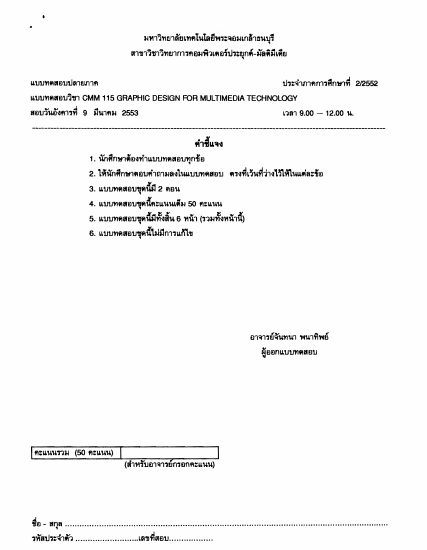 มหาวิทยาลัยเทคโนโลยีพระจอมเกล้าธนบุรี
สาขาวิชาวิทยาการคอมพิวเตอร์ประยุกต์-มัลติมีเดีย
แบบทดสอบปลายภาค ประจำภาคการศึกษาที่ 2/2552
แบบทดสอบวิชา CMM 115 GRAPHIC DESIGN FOR MULTIMEDIA TECHNOLOGY
สอบวันอังคารที่ 9 มีนาคม 2553 เวลา 9.00 – 12.00 น.
คำชี้แจง
1. นักศึกษาต้องทำแบบทดสอบทุกข้อ
2. ให้นักศึกษาตอบคำถามลงในแบบทดสอบ ตรงที่เว้นที่ว่างไว้ให้ในแต่ละข้อ
3. แบบทดสอบชุดนี้มี 2 ตอน
4. แบบทดสอบชุดนี้คะแนนเต็ม 50 คะแนน
5. แบบทดสอบชุดนี้มีทั้งสิ้น 6 หน้า (รวมทั้งหน้านี้)
6. แบบทดสอบชุดนี้ไม่มีการแก้ไข
อาจารย์จันทนา พนาทิพย์
ผู้ออกแบบทดสอบ
คะแนนรวม (50 คะแนน)
(สำหรับอาจารย์กรอกคะแนน)
ชื่อ - สกุล
รหัสประจำตัว เลขที่สอบ